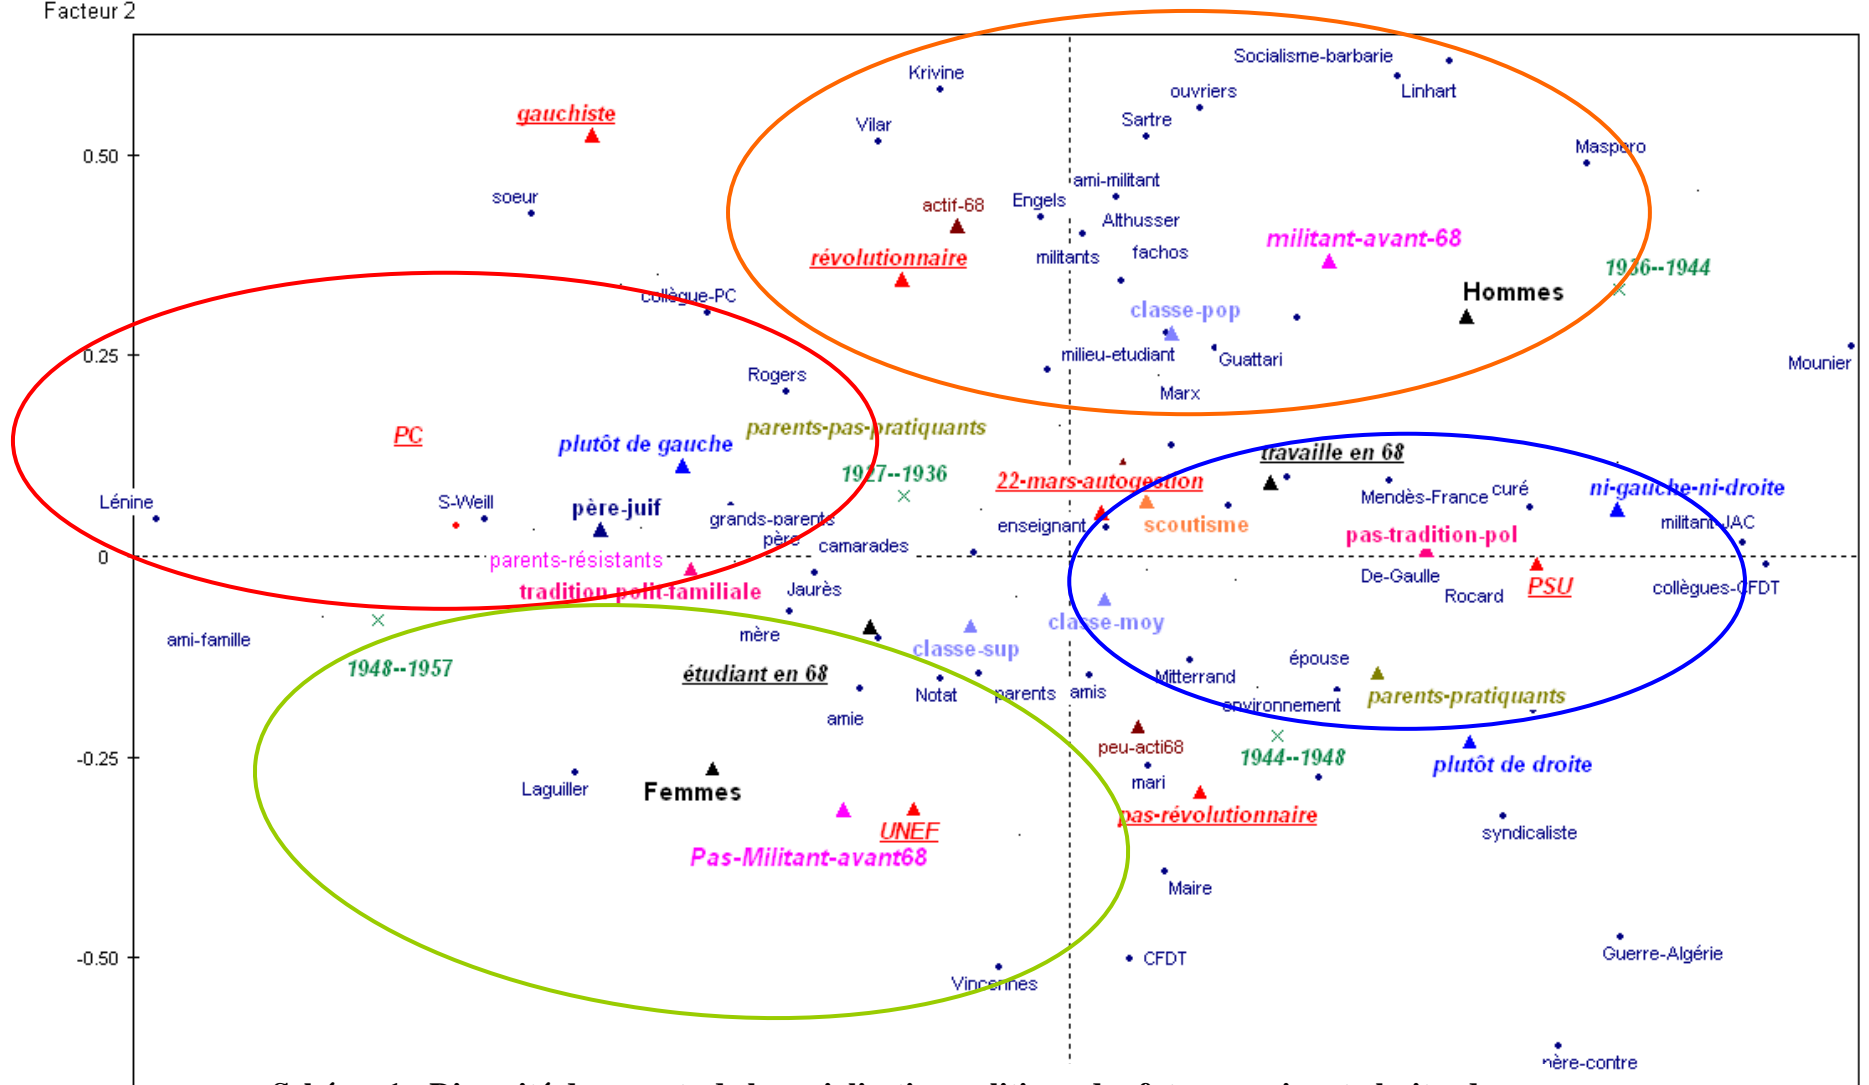 Facteur 2
Socialisme-barbarie
Krivine
Linhart
ouvriers
gauchiste
Sartre
Vilar
Maspero
0.50
ami-militant
soeur
Engels
actif-68
Althusser
militant-avant-68
fachos
militants
révolutionnaire
1936--1944
Hommes
collègue-PC
classe-pop
0.25
milieu-etudiant
Guattari
Mounier
Rogers
Marx
parents-pas-pratiquants
PC
plutôt de gauche
travaille en 68
1927--1936
22-mars-autogestion
ni-gauche-ni-droite
curé
Mendès-France
Lénine
S-Weill
père-juif
grands-parents
enseignant
scoutisme
militant-JAC
pas-tradition-pol
père
camarades
0
parents-résistants
De-Gaulle
PSU
collègues-CFDT
tradition-polit-familiale
Jaurès
Rocard
classe-moy
mère
ami-famille
classe-sup
épouse
1948--1957
étudiant en 68
Mitterrand
Notat
parents
amis
parents-pratiquants
environnement
amie
peu-acti68
-0.25
1944--1948
plutôt de droite
mari
Laguiller
Femmes
pas-révolutionnaire
UNEF
syndicaliste
Pas-Militant-avant68
Maire
-0.50
CFDT
Guerre-Algérie
Vincennes
père-contre